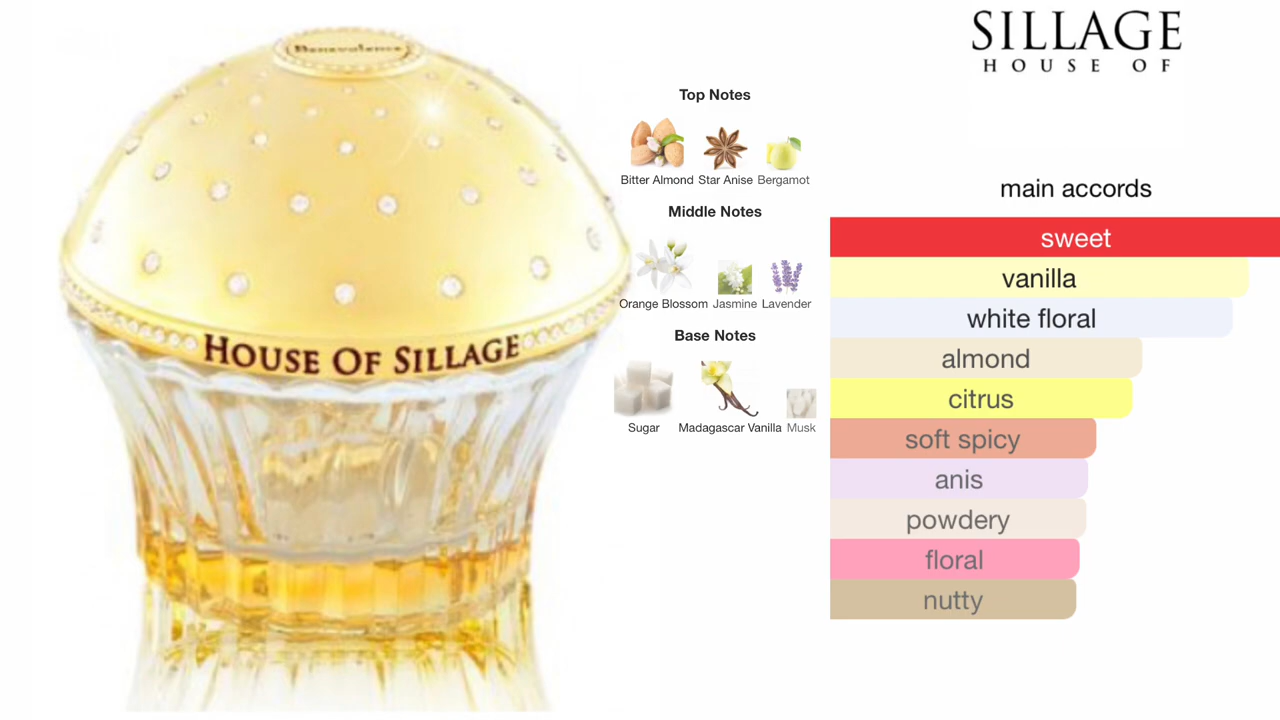 Benevolence
HOUSE OF SILLAGE
Top Notes
Bitter Almond Star Anise Bergamot
Middle Notes
Orange Blossom Jasmine Lavender
Base Notes
Sugar Madagascar Vanilla Musk
SILLAGE
HOUSE OF
main accords
sweet
vanilla
white floral
almond
citrus
soft spicy
anis
powdery
floral
nutty